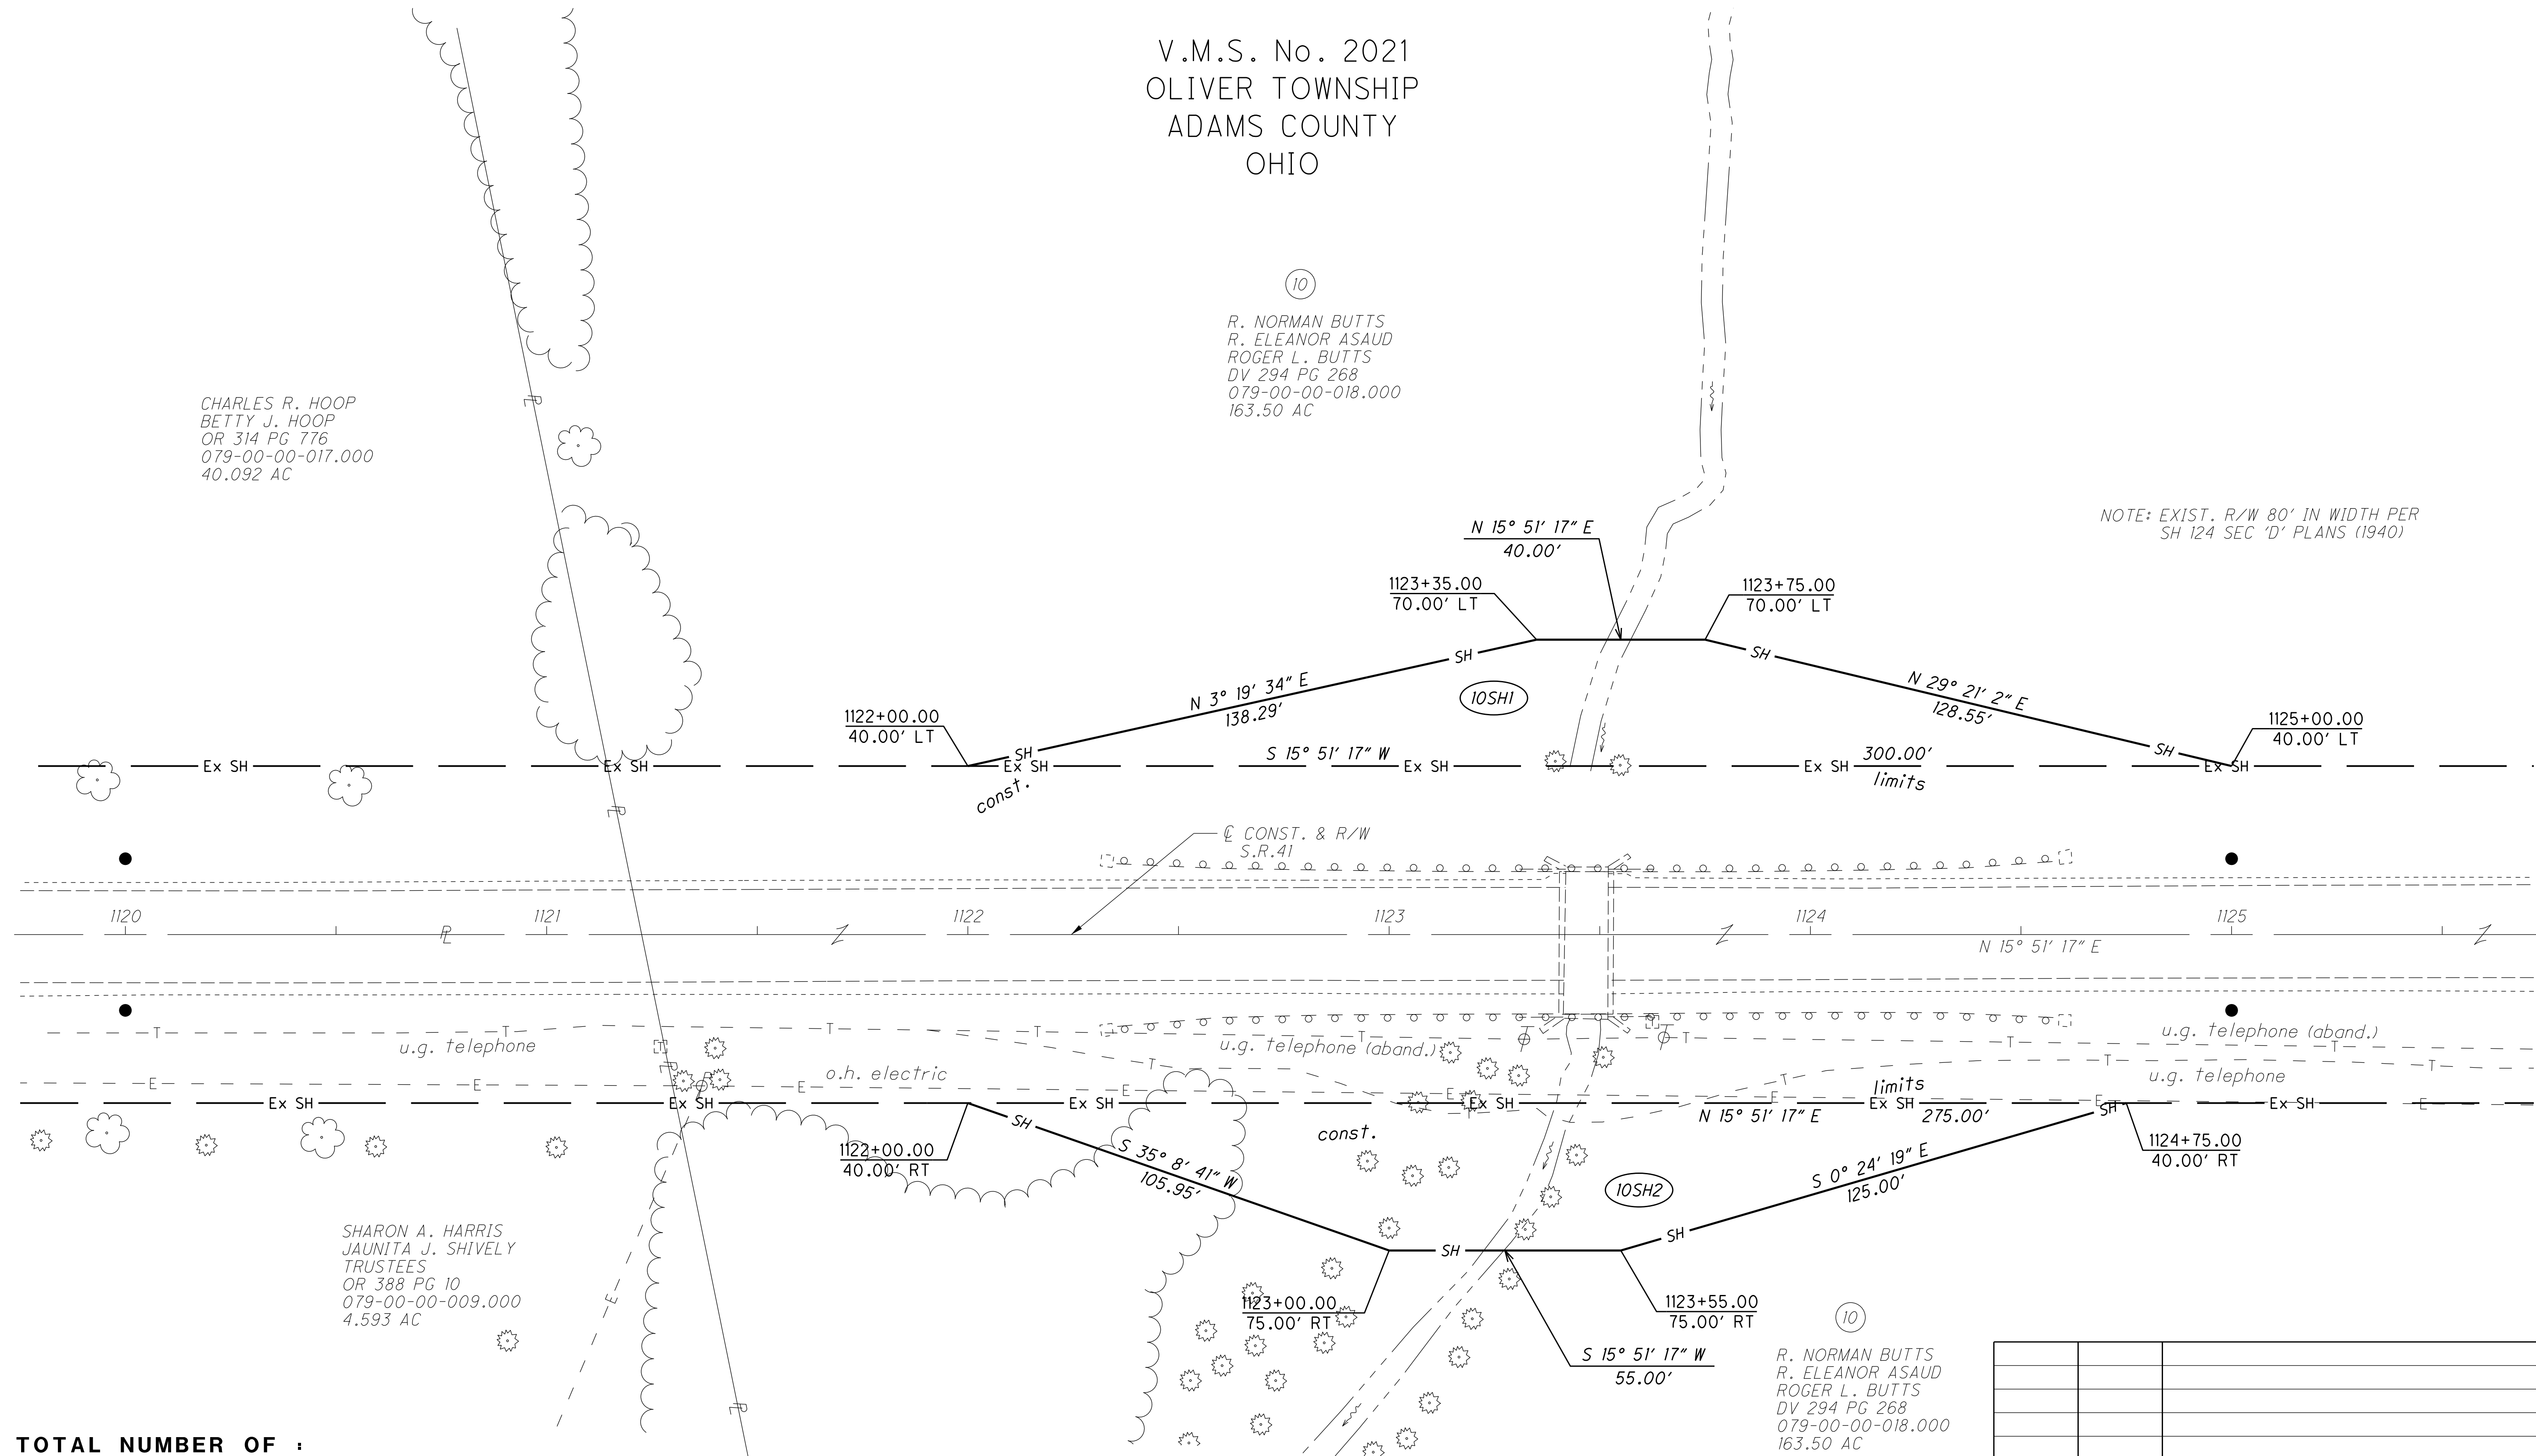 V.M.S. No. 2021
OLIVER TOWNSHIP
ADAMS COUNTY
OHIO
10
R. NORMAN BUTTS
R. ELEANOR ASAUD
ROGER L. BUTTS
DV 294 PG 268
079-00-00-018.000
163.50 AC
CHARLES R. HOOP
BETTY J. HOOP
OR 314 PG 776
079-00-00-017.000
40.092 AC
PL
NOTE: EXIST. R/W 80' IN WIDTH PER
SH 124 SEC 'D' PLANS (1940)
N 15° 51' 17" E
40.00'
1123+35.00
70.00' LT
1123+75.00
70.00' LT
SH
SH
N 3° 19' 34" E
138.29'
10SH1
N 29° 21' 2" E
128.55'
1122+00.00
40.00' LT
1125+00.00
40.00' LT
SH
SH
Ex SH
Ex SH
Ex SH
S 15° 51' 17" W
Ex SH
Ex SH
300.00'
Ex SH
const.
limits
PL
CL CONST. & R/W
S.R.41
1120
1121
1122
1123
1124
1125
PL
N 15° 51' 17" E
T
T
T
T
T
T
T
T
u.g. telephone
u.g. telephone (aband.)
u.g. telephone (aband.)
T
PL
T
T
T
T
T
T
u.g. telephone
o.h. electric
E
E
E
E
E
E
E
E
limits
Ex SH
Ex SH
Ex SH
Ex SH
Ex SH
Ex SH
N 15° 51' 17" E
275.00'
SH
SH
const.
1122+00.00
40.00' RT
S 35° 8' 41" W
105.95'
10SH2
S 0° 24' 19" E
125.00'
1124+75.00
40.00' RT
SH
SH
SHARON A. HARRIS
JAUNITA J. SHIVELY
TRUSTEES
OR 388 PG 10
079-00-00-009.000
4.593 AC
E
1123+00.00
75.00' RT
1123+55.00
75.00' RT
S 15° 51' 17" W
55.00'
10
R. NORMAN BUTTS
R. ELEANOR ASAUD
ROGER L. BUTTS
DV 294 PG 268
079-00-00-018.000
163.50 AC
PL
TOTAL NUMBER OF :